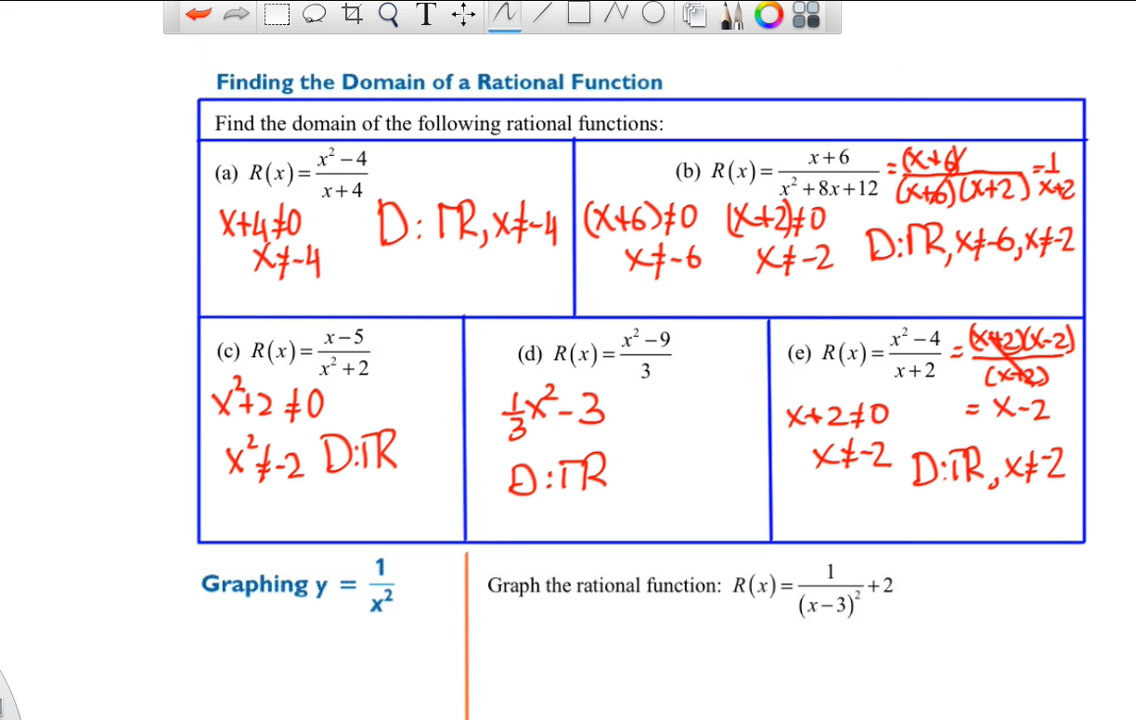 T
Finding the Domain of a Rational Function
Find the domain of the following rational functions:
(a) R(x) = (x² − 4)/(x + 4)
x+4≠0
x≠-4
D: ℝ, x≠-4
(b) R(x) = (x + 6)/(x² + 8x + 12) = (x+6)/((x+6)(x+2)) = 1/(x+2)
(x+6)≠0 (x+2)≠0
x≠-6 x≠-2
D:ℝ, x≠-6, x≠-2
(c) R(x) = (x − 5)/(x² + 2)
x²+2≠0
x²≠-2 D:ℝ
(d) R(x) = (x² − 9)/3
1/3x²-3
D:ℝ
(e) R(x) = (x² − 4)/(x + 2) = (x+2)(x-2)/(x+2)
= x-2
x+2≠0
x≠-2
D:ℝ, x≠-2
Graphing y = 1/x²
Graph the rational function: R(x) = 1/(x − 3)² + 2